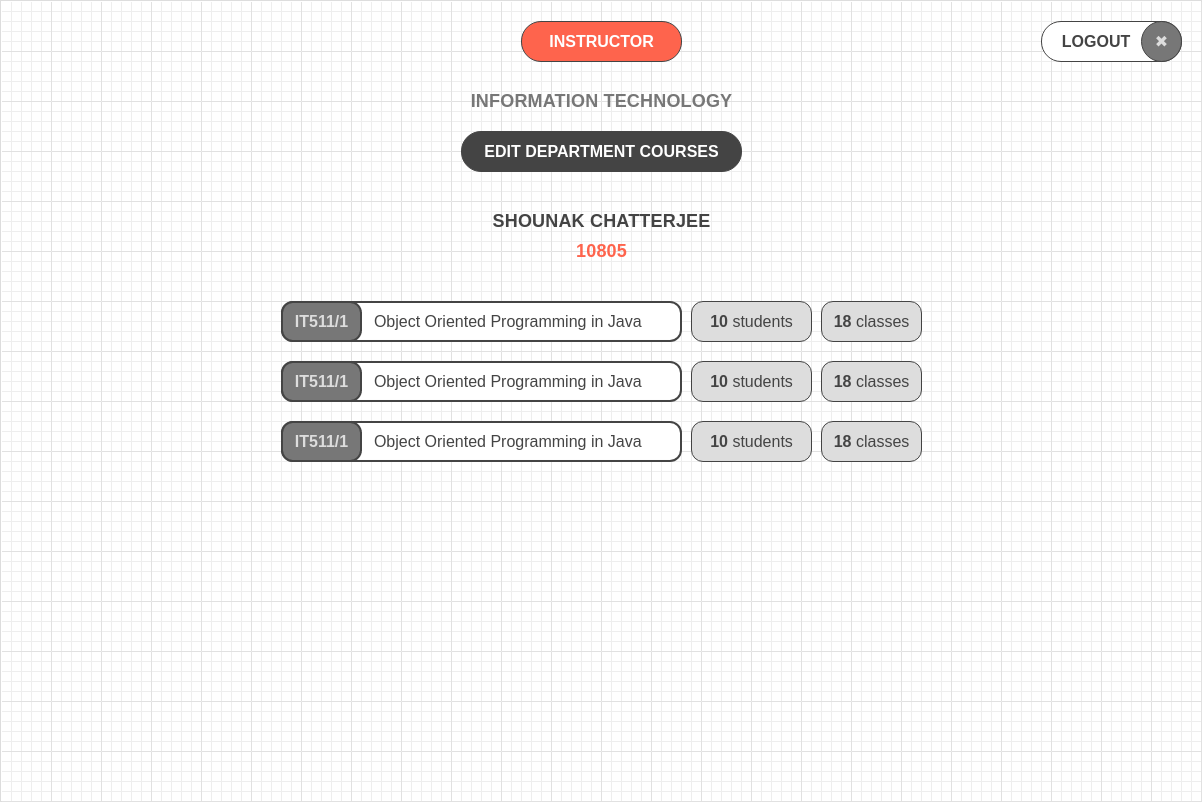 INSTRUCTOR
LOGOUT ✖
INFORMATION TECHNOLOGY
EDIT DEPARTMENT COURSES
SHOUNAK CHATTERJEE
10805
IT511/1 Object Oriented Programming in Java 10 students 18 classes
IT511/1 Object Oriented Programming in Java 10 students 18 classes
IT511/1 Object Oriented Programming in Java 10 students 18 classes